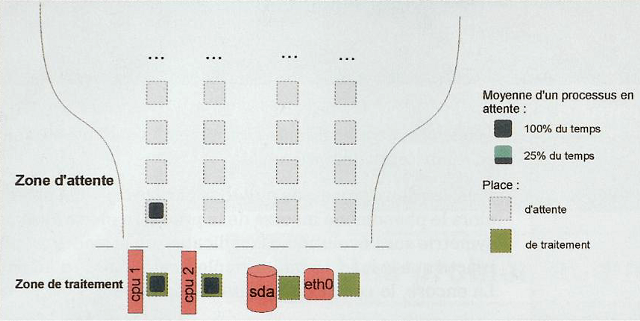 ... ... ... ...
Moyenne d'un processus en
attente :
100% du temps
25% du temps
Zone d'attente
Place :
d'attente
de traitement
Zone de traitement
cpu 1
cpu 2
sda
eth0